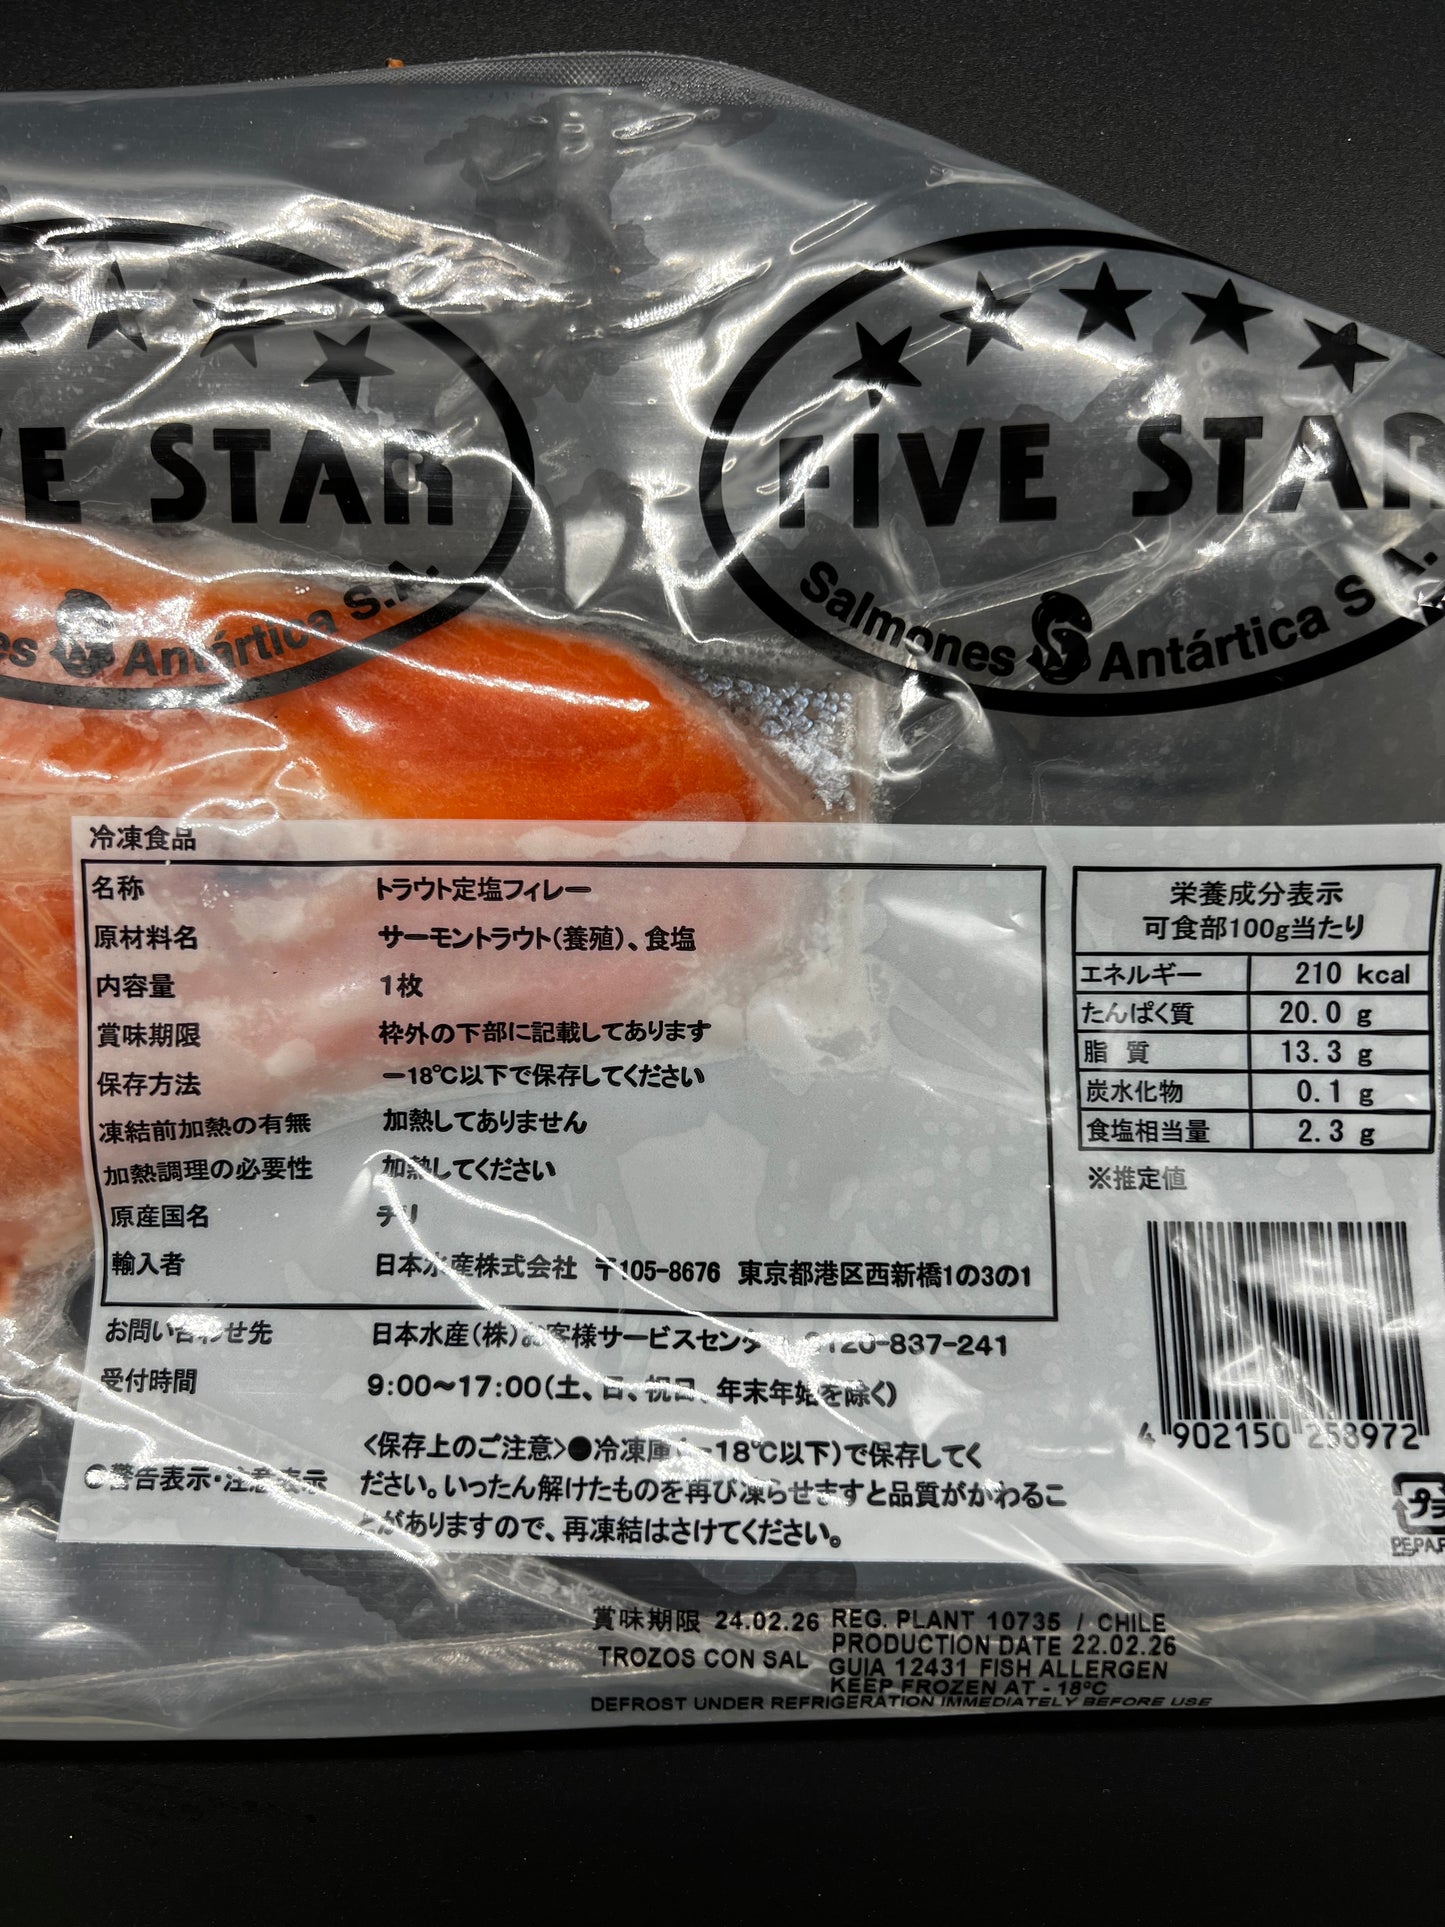 E STAR
es Antártica S.A.
FIVE STAR
Salmones Antártica S.A.
冷凍食品
名称 トラウト定塩フィレー
原材料名 サーモントラウト(養殖)、食塩
内容量 1枚
賞味期限 枠外の下部に記載してあります
保存方法 −18℃以下で保存してください
凍結前加熱の有無 加熱してありません
加熱調理の必要性 加熱してください
原産国名 チリ
輸入者 日本水産株式会社 〒105-8676 東京都港区西新橋1の3の1
お問い合わせ先 日本水産(株)お客様サービスセンター 0120-837-241
受付時間 9:00〜17:00(土、日、祝日、年末年始を除く)
●警告表示・注意表示 <保存上のご注意>●冷凍庫(−18℃以下)で保存してく
ださい。いったん解けたものを再び凍らせますと品質がかわるこ
とがありますので、再凍結はさけてください。
栄養成分表示
可食部100g当たり
エネルギー 210 kcal
たんぱく質 20.0 g
脂 質 13.3 g
炭水化物 0.1 g
食塩相当量 2.3 g
※推定値
4 902150 258972
プラ
PE,PA,P
賞味期限 24.02.26 REG. PLANT 10735 / CHILE
PRODUCTION DATE 22.02.26
TROZOS CON SAL GUIA 12431 FISH ALLERGEN
KEEP FROZEN AT - 18ºC
DEFROST UNDER REFRIGERATION IMMEDIATELY BEFORE USE